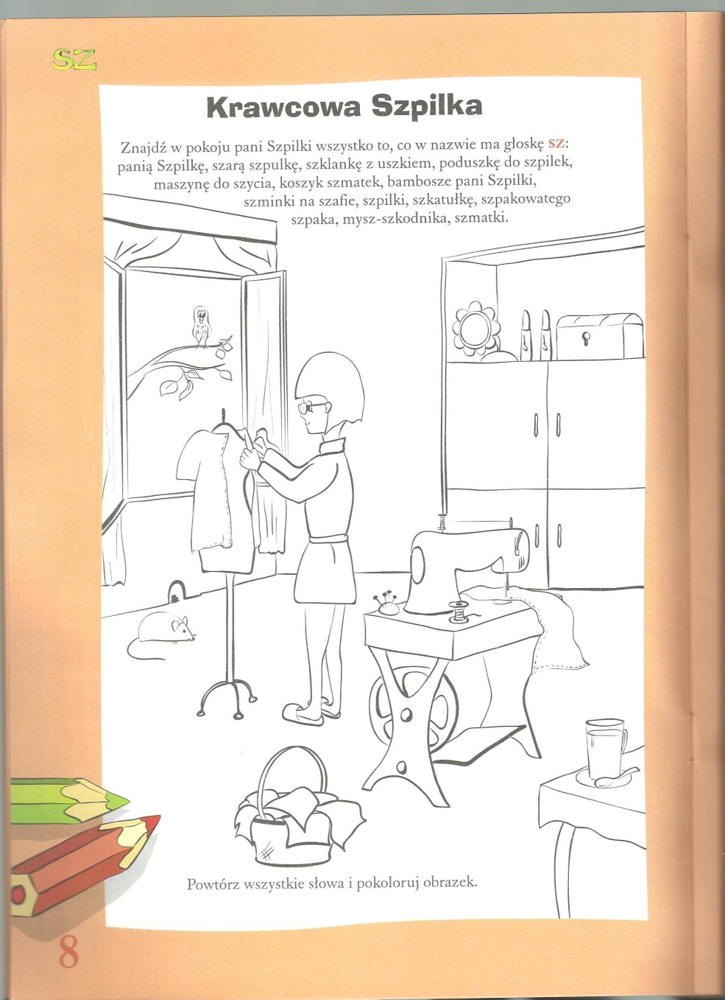 SZ
Krawcowa Szpilka
Znajdź w pokoju pani Szpilki wszystko to, co w nazwie ma głoskę SZ:
panią Szpilkę, szarą szpulkę, szklankę z uszkiem, poduszkę do szpilek,
maszynę do szycia, koszyk szmatek, bambosze pani Szpilki,
szminki na szafie, szpilki, szkatułkę, szpakowatego
szpaka, mysz-szkodnika, szmatki.
Powtórz wszystkie słowa i pokoloruj obrazek.
8